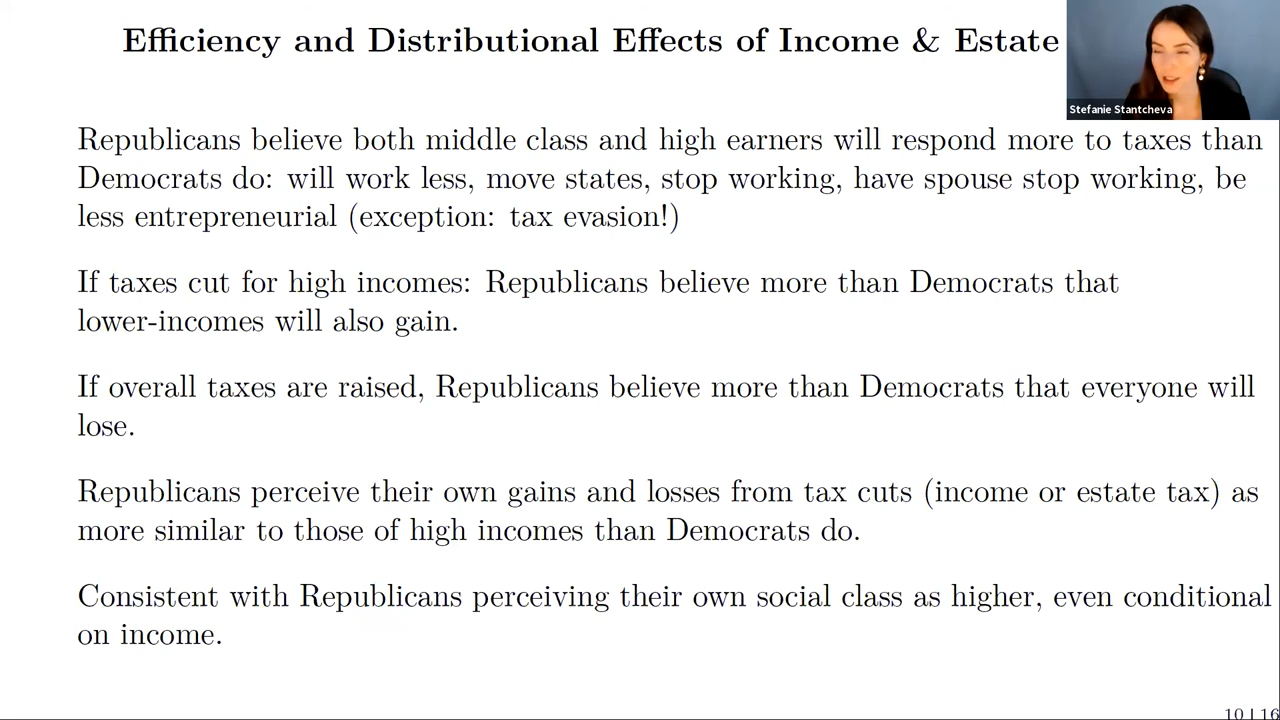 Efficiency and Distributional Effects of Income & Estate
Stefanie Stantcheva
Republicans believe both middle class and high earners will respond more to taxes than
Democrats do: will work less, move states, stop working, have spouse stop working, be
less entrepreneurial (exception: tax evasion!)
If taxes cut for high incomes: Republicans believe more than Democrats that
lower-incomes will also gain.
If overall taxes are raised, Republicans believe more than Democrats that everyone will
lose.
Republicans perceive their own gains and losses from tax cuts (income or estate tax) as
more similar to those of high incomes than Democrats do.
Consistent with Republicans perceiving their own social class as higher, even conditional
on income.
10 | 16